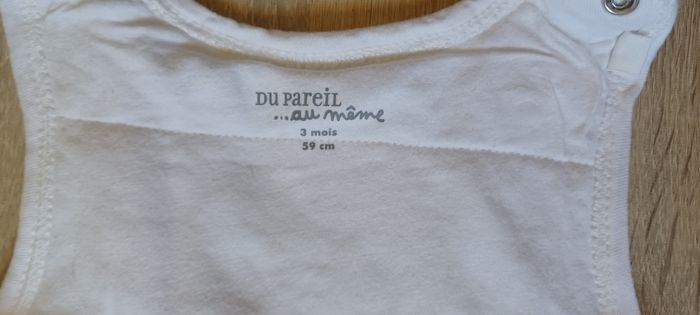 DU PAREIL
...au même
3 mois
59 cm